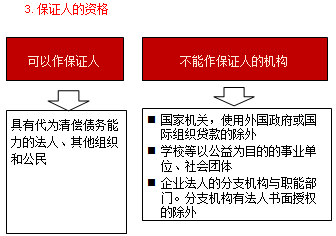 3. 保证人的资格
可以作保证人
不能作保证人的机构
具有代为清偿债务能
力的法人、其他组织
和公民
■ 国家机关，使用外国政府或国
际组织贷款的除外
■ 学校等以公益为目的的事业单
位、社会团体
■ 企业法人的分支机构与职能部
门。分支机构有法人书面授权
的除外